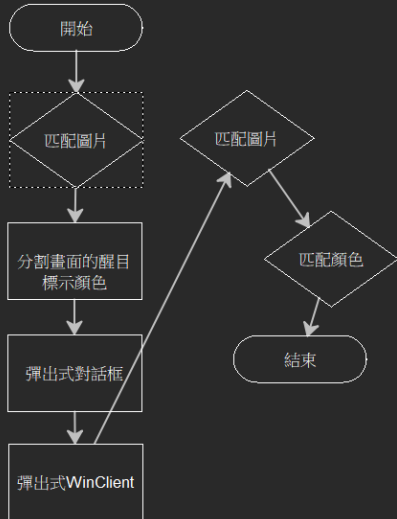 開始
匹配圖片
分割畫面的醒目
標示顏色
彈出式對話框
彈出式WinClient
匹配圖片
匹配顏色
結束